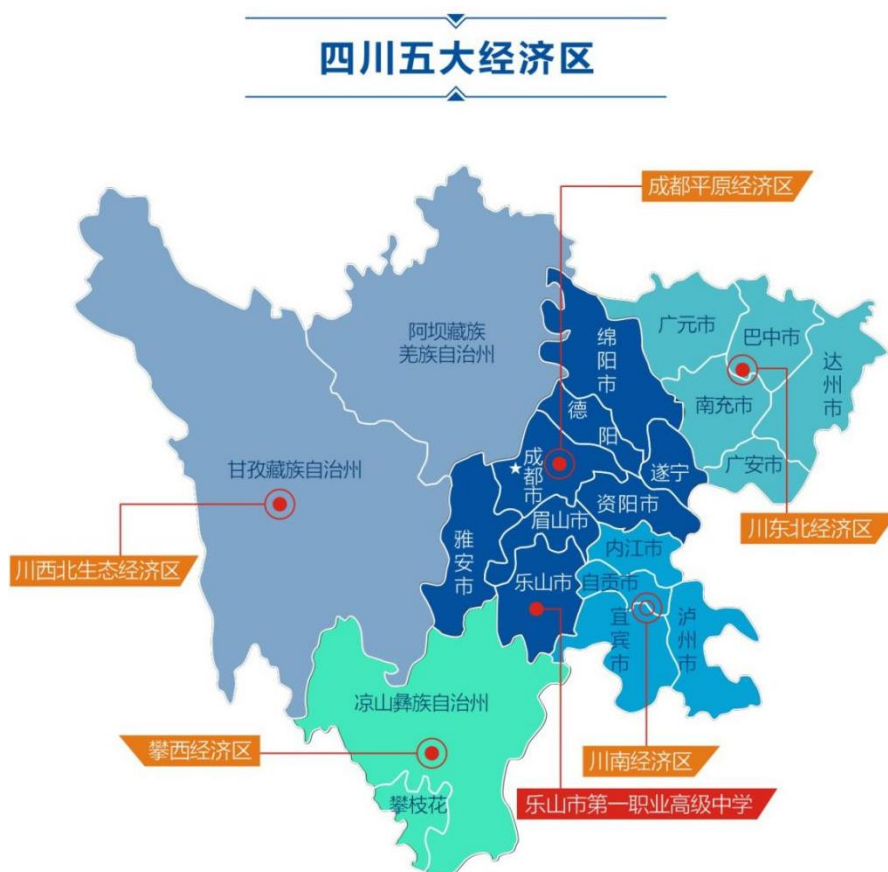 四川五大经济区
成都平原经济区
阿坝藏族
羌族自治州
绵阳市
广元市
巴中市
达州市
南充市
德阳
广安市
甘孜藏族自治州
成都市
遂宁
资阳市
川东北经济区
眉山市
雅安市
内江市
川西北生态经济区
乐山市
自贡市
宜宾市
泸州市
凉山彝族自治州
攀西经济区
川南经济区
攀枝花
乐山市第一职业高级中学